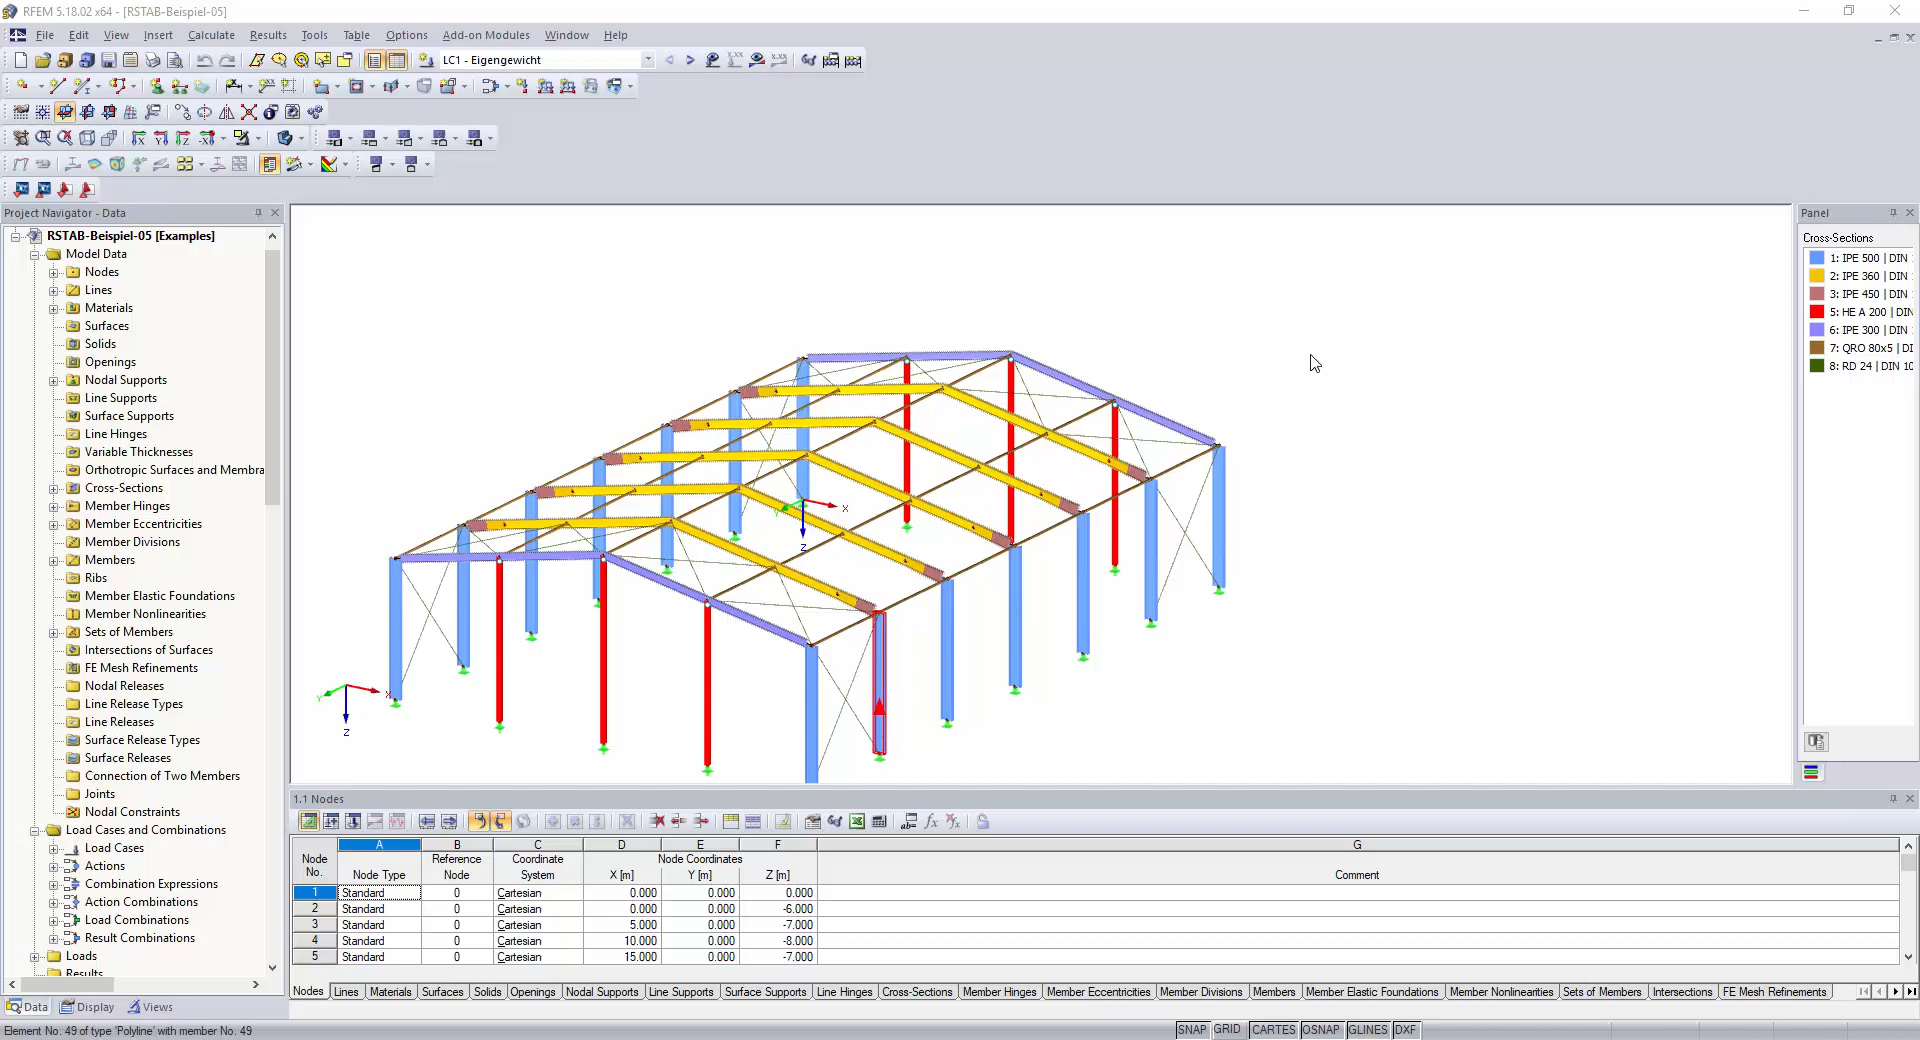 RFEM 5.18.02 x64 - [RSTAB-Beispiel-05]
File Edit View Insert Calculate Results Tools Table Options Add-on Modules Window Help
LC1 - Eigengewicht
Project Navigator - Data
RSTAB-Beispiel-05 [Examples]
Model Data
Nodes
Lines
Materials
Surfaces
Solids
Openings
Nodal Supports
Line Supports
Surface Supports
Line Hinges
Variable Thicknesses
Orthotropic Surfaces and Membra
Cross-Sections
Member Hinges
Member Eccentricities
Member Divisions
Members
Ribs
Member Elastic Foundations
Member Nonlinearities
Sets of Members
Intersections of Surfaces
FE Mesh Refinements
Nodal Releases
Line Release Types
Line Releases
Surface Release Types
Surface Releases
Connection of Two Members
Joints
Nodal Constraints
Load Cases and Combinations
Load Cases
Actions
Combination Expressions
Action Combinations
Load Combinations
Result Combinations
Loads
Results
Data Display Views
X
Y
Z
X
Y
Z
Panel
Cross-Sections
1: IPE 500 | DIN
2: IPE 360 | DIN
3: IPE 450 | DIN
5: HE A 200 | DIN
6: IPE 300 | DIN
7: QRO 80x5 | DI
8: RD 24 | DIN 10
1.1 Nodes
A B C D E F G
Node Reference Coordinate Node Coordinates
No. Node Type Node System X [m] Y [m] Z [m] Comment
1 Standard 0 Cartesian 0.000 0.000 0.000
2 Standard 0 Cartesian 0.000 0.000 -6.000
3 Standard 0 Cartesian 5.000 0.000 -7.000
4 Standard 0 Cartesian 10.000 0.000 -8.000
5 Standard 0 Cartesian 15.000 0.000 -7.000
Nodes Lines Materials Surfaces Solids Openings Nodal Supports Line Supports Surface Supports Line Hinges Cross-Sections Member Hinges Member Eccentricities Member Divisions Members Member Elastic Foundations Member Nonlinearities Sets of Members Intersections FE Mesh Refinements
Element No. 49 of type 'Polyline' with member No. 49
SNAP GRID CARTES OSNAP GLINES DXF